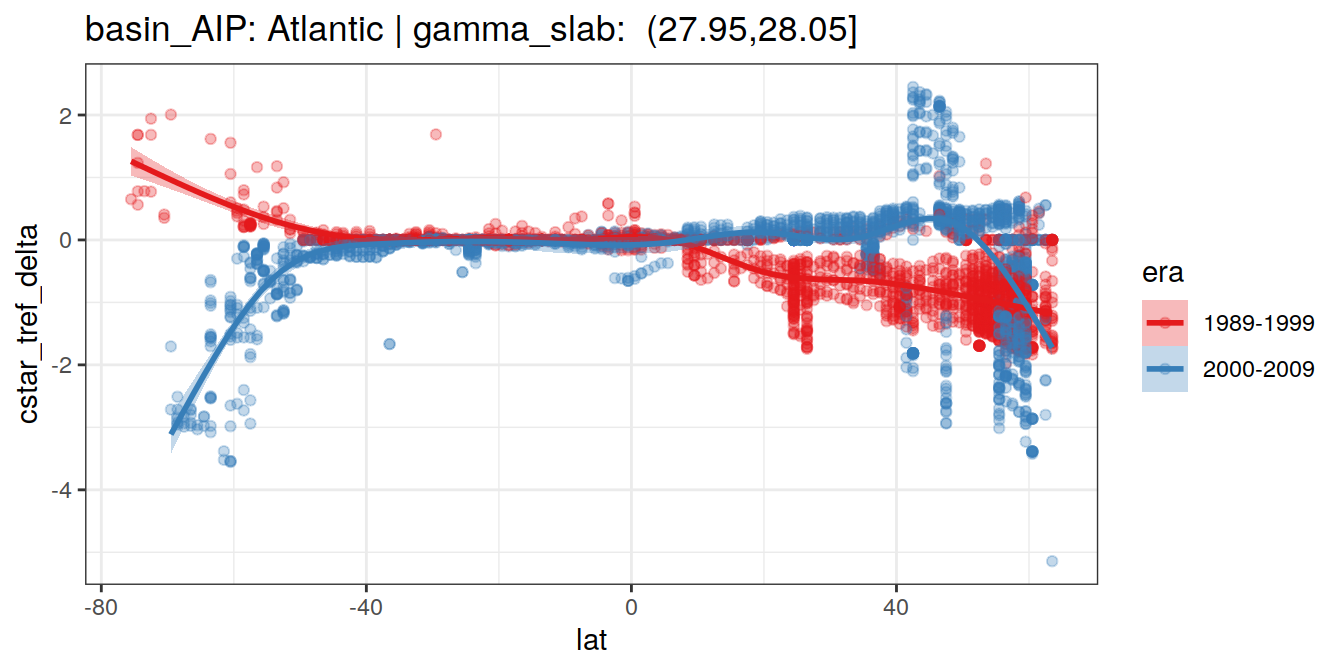 basin_AIP: Atlantic | gamma_slab:  (27.95,28.05]
cstar_tref_delta
2
0
-2
-4
-80
-40
0
40
lat
era
1989-1999
2000-2009